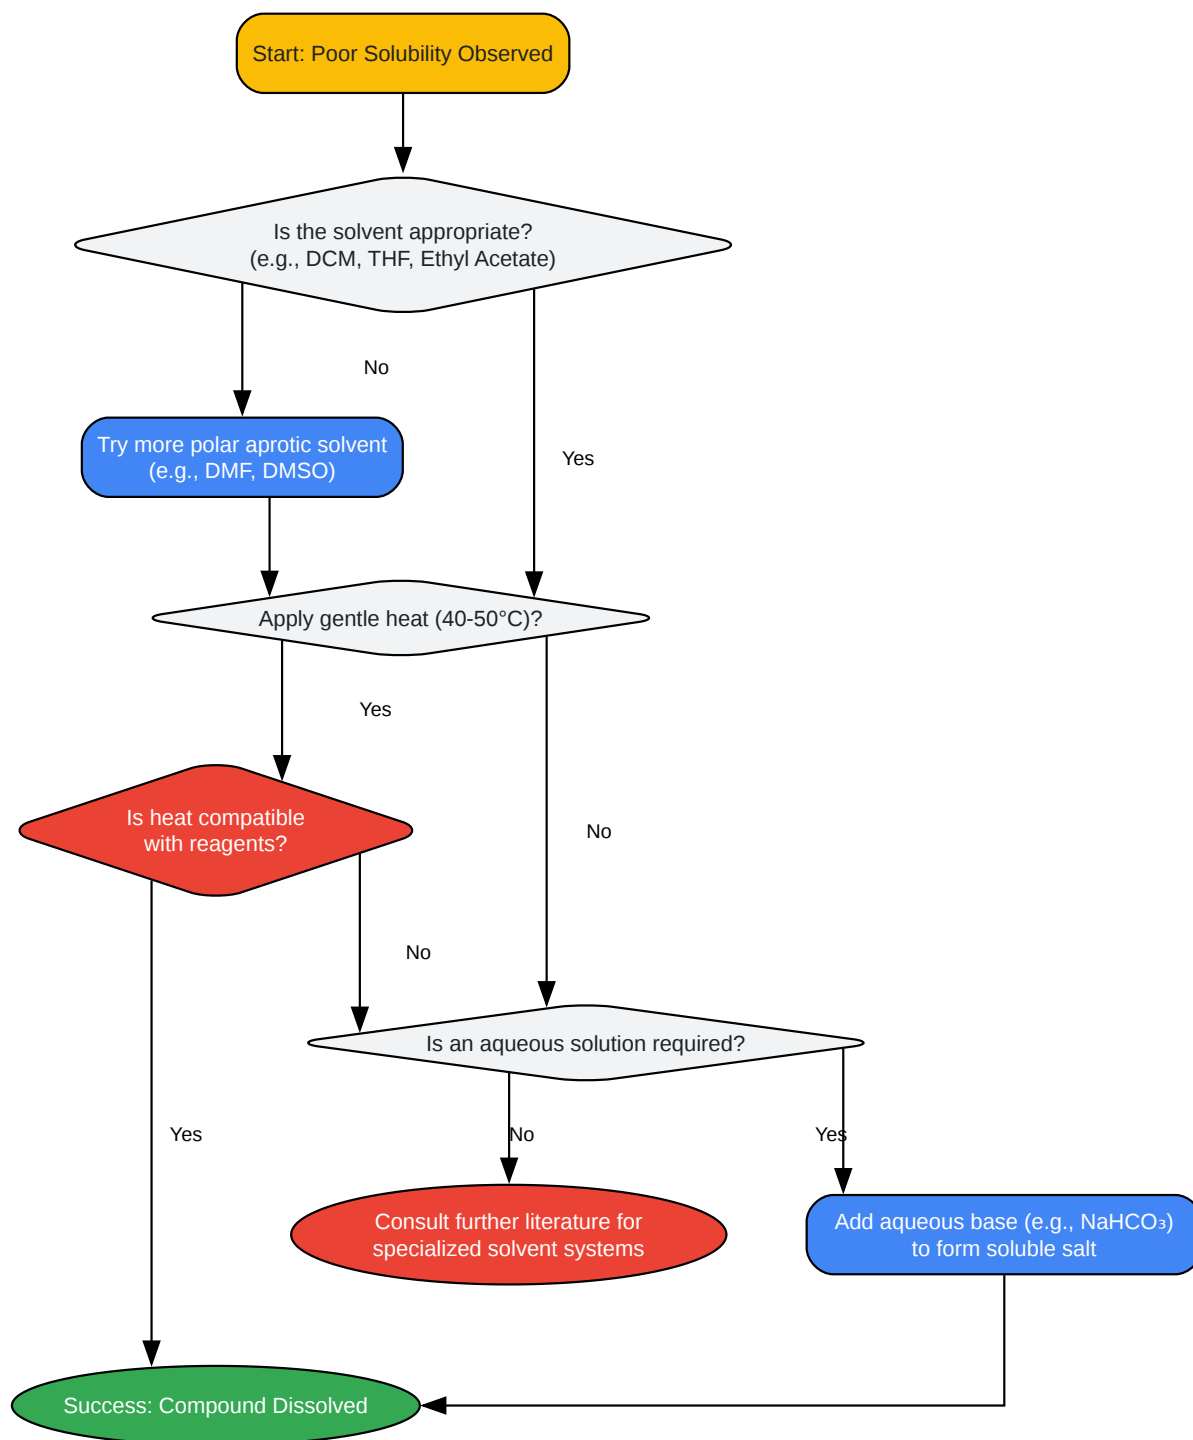 Start: Poor Solubility Observed
Is the solvent appropriate?
(e.g., DCM, THF, Ethyl Acetate)
No
Try more polar aprotic solvent
(e.g., DMF, DMSO)
Yes
Apply gentle heat (40-50°C)?
Yes
Is heat compatible
with reagents?
No
No
Is an aqueous solution required?
Yes
No
Yes
Consult further literature for
specialized solvent systems
Add aqueous base (e.g., NaHCO₃)
to form soluble salt
Success: Compound Dissolved